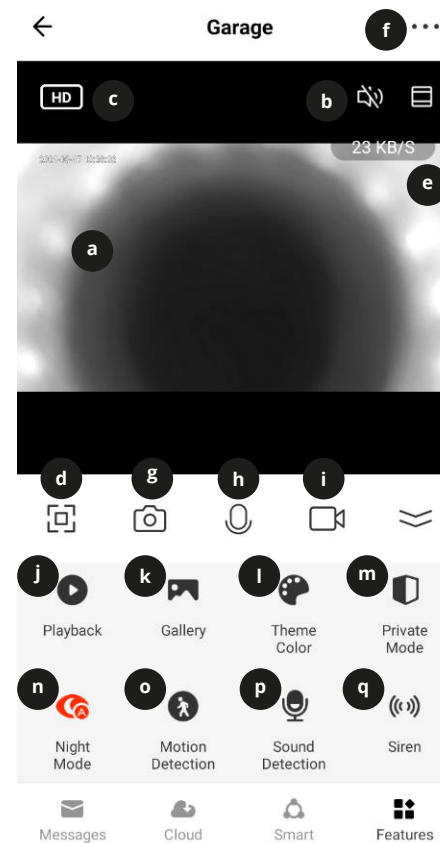 Garage
f
HD
c
b
23 KB/S
e
a
d
g
h
i
j
k
l
m
Playback
Gallery
Theme
Color
Private
Mode
n
o
p
q
A
Night
Mode
Motion
Detection
Sound
Detection
Siren
Messages
Cloud
Smart
Features